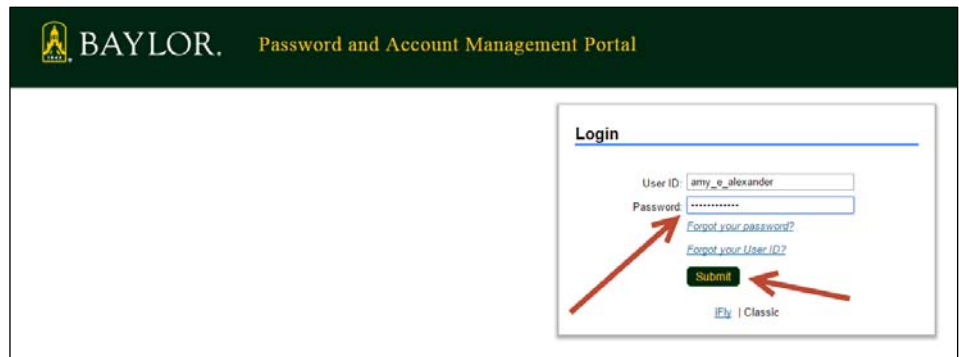 BAYLOR. Password and Account Management Portal
Login
User ID: amy_e_alexander
Password: ••••••••••••
Forgot your password?
Forgot your User ID?
Submit
iFly | Classic